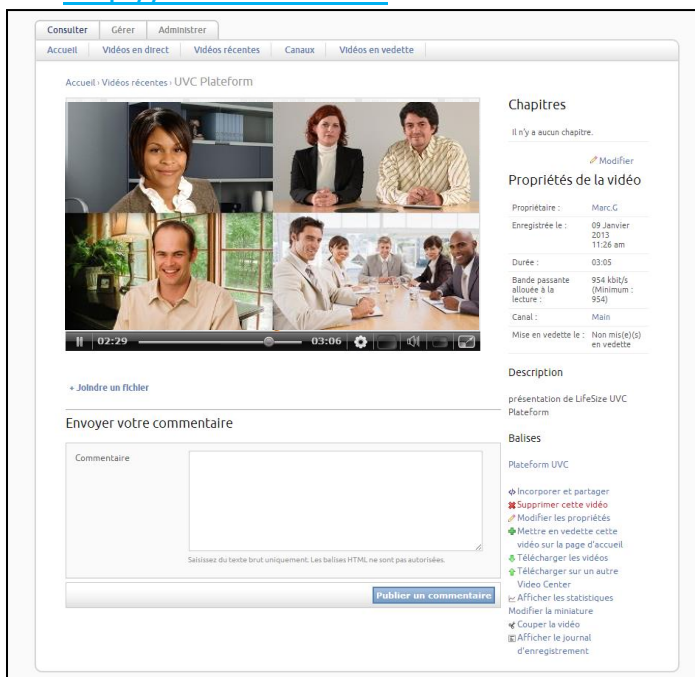 Consulter Gérer Administrer
Accueil Vidéos en direct Vidéos récentes Canaux Vidéos en vedette
Accueil › Vidéos récentes › UVC Plateform
02:29 03:06
+ Joindre un fichier
Envoyer votre commentaire
Commentaire
Saisissez du texte brut uniquement. Les balises HTML ne sont pas autorisées.
Publier un commentaire
Chapitres
Il n'y a aucun chapitre.
Modifier
Propriétés de la vidéo
Propriétaire : Marc.G
Enregistrée le : 09 Janvier
2013
11:26 am
Durée : 03:05
Bande passante 954 kbit/s
allouée à la (Minimum :
lecture : 954)
Canal : Main
Mise en vedette le : Non mis(e)(s)
en vedette
Description
présentation de LifeSize UVC
Plateform
Balises
Plateform UVC
Incorporer et partager
Supprimer cette vidéo
Modifier les propriétés
Mettre en vedette cette
vidéo sur la page d'accueil
Télécharger les vidéos
Télécharger sur un autre
Video Center
Afficher les statistiques
Modifier la miniature
Couper la vidéo
Afficher le journal
d'enregistrement